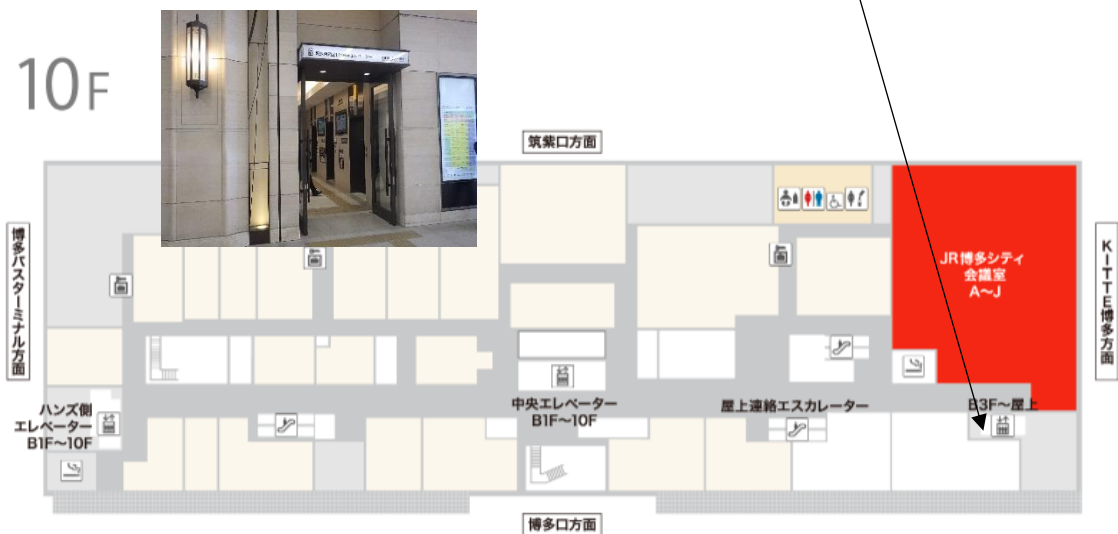 10F
筑紫口方面
博多バスターミナル方面
KITTE博多方面
JR博多シティ
会議室
A～J
ハンズ側
エレベーター
B1F～10F
中央エレベーター
B1F～10F
屋上連絡エスカレーター
B3F～屋上
博多口方面